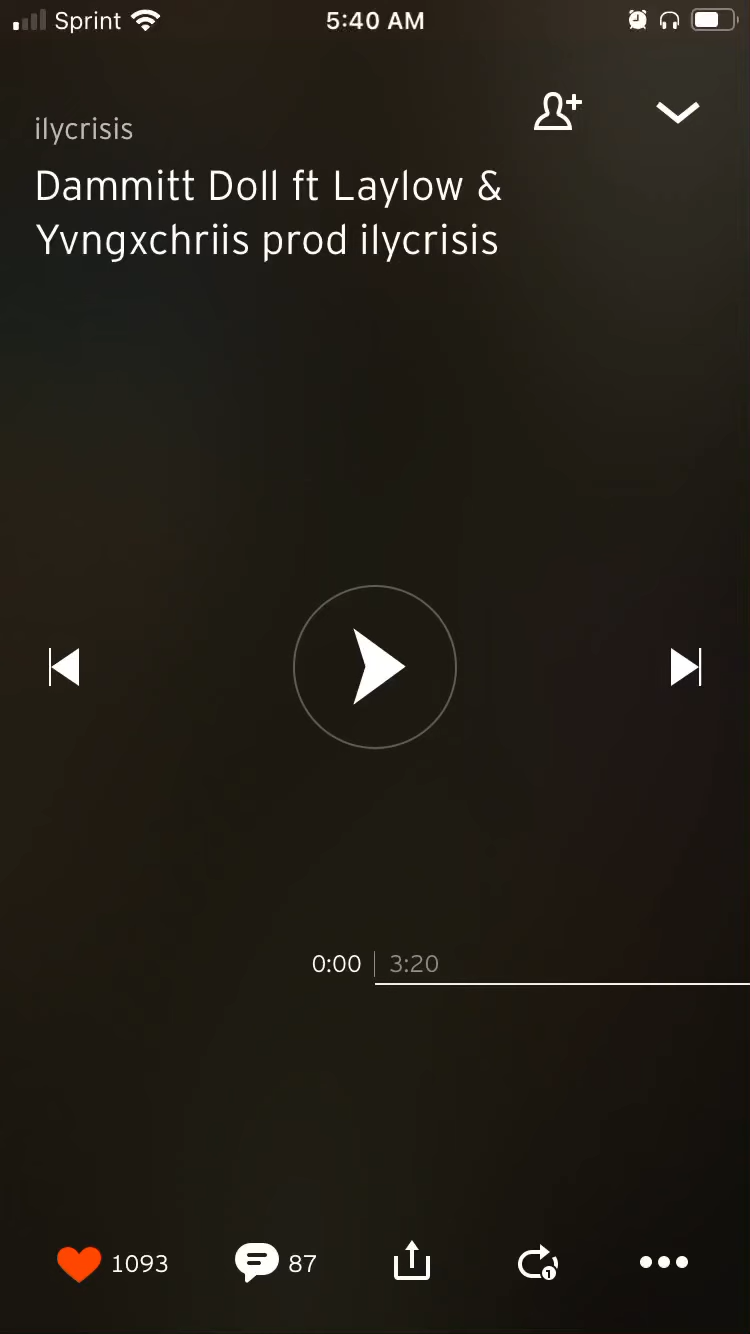 Sprint 5:40 AM
ilycrisis
Dammitt Doll ft Laylow &
Yvngxchriis prod ilycrisis
0:00 3:20
1093 87 1